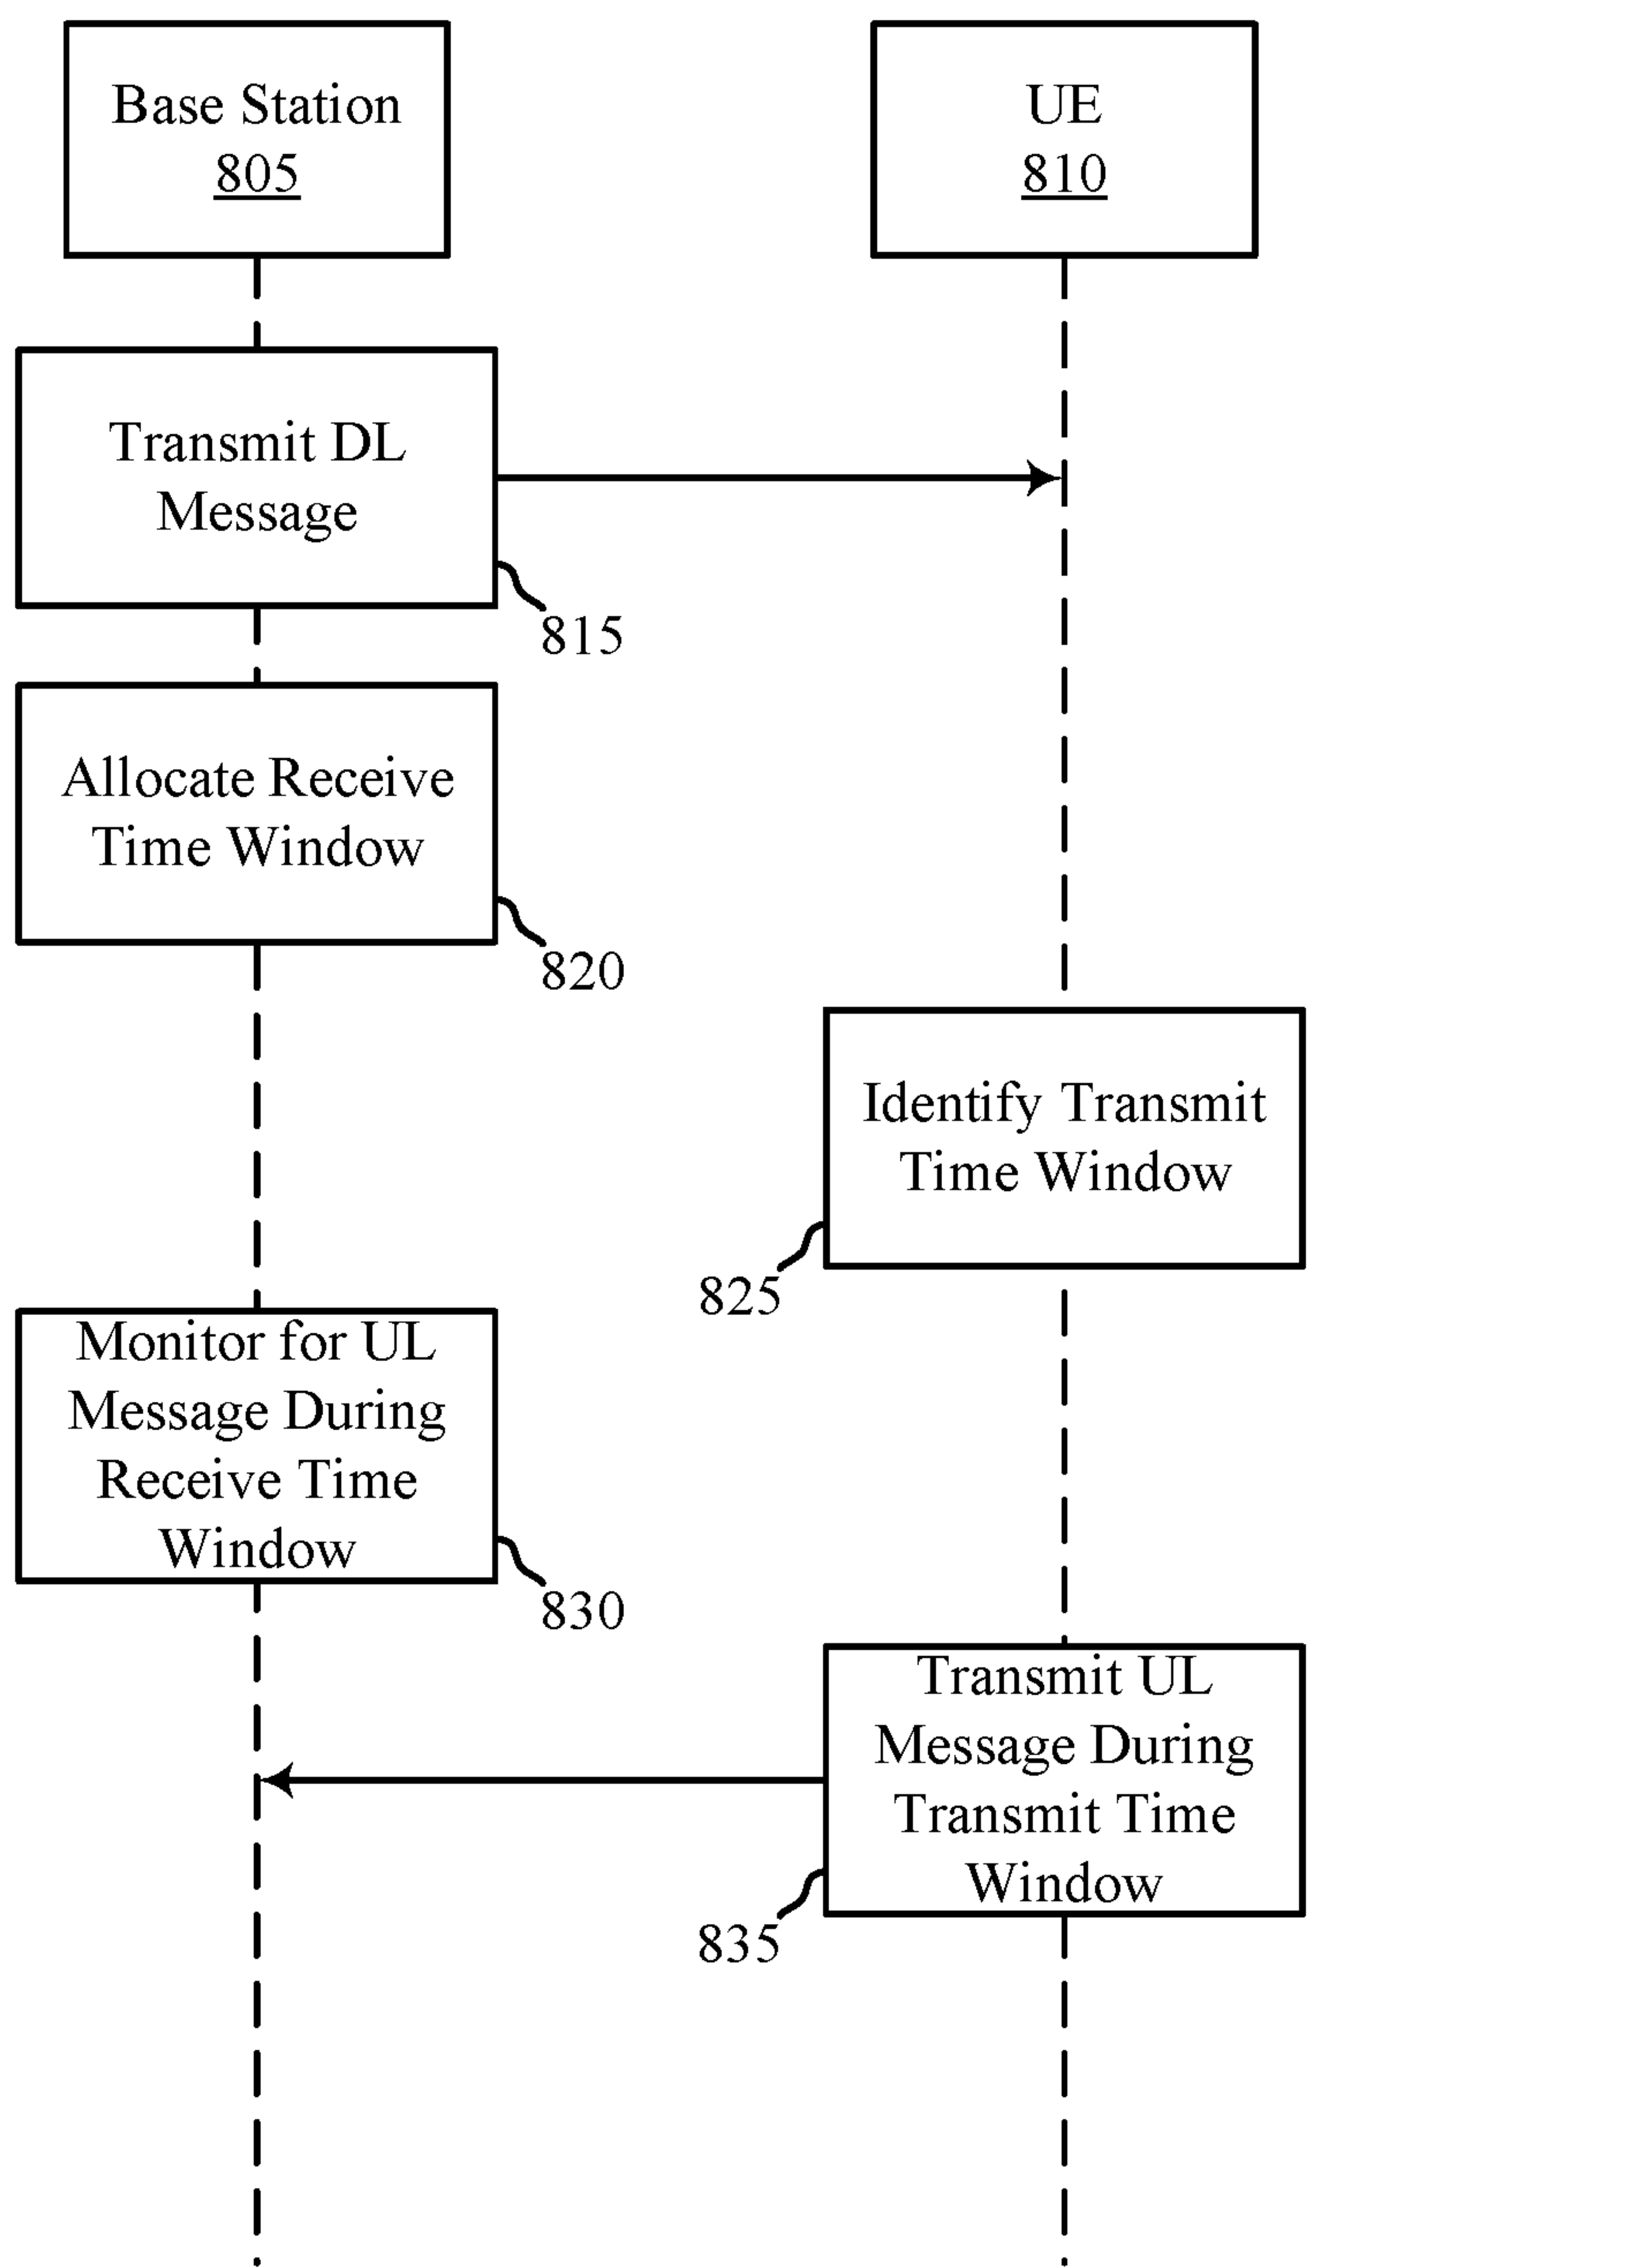 Base Station
805
UE
810
Transmit DL
Message
815
Allocate Receive
Time Window
820
Identify Transmit
Time Window
825
Monitor for UL
Message During
Receive Time
Window
830
Transmit UL
Message During
Transmit Time
Window
835